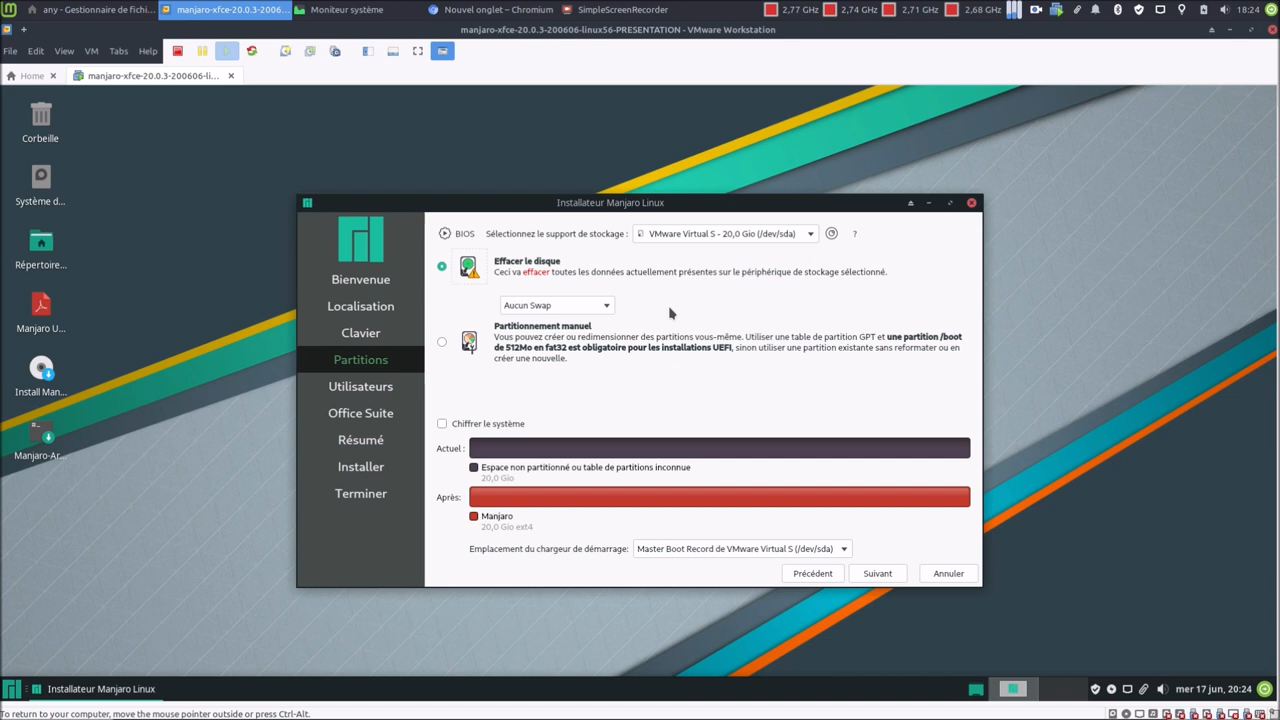 any - Gestionnaire de fichi...
manjaro-xfce-20.0.3-2006...
Moniteur système
Nouvel onglet - Chromium
SimpleScreenRecorder
2,77 GHz
2,74 GHz
2,71 GHz
2,68 GHz
18:24
manjaro-xfce-20.0.3-200606-linux56-PRESENTATION - VMware Workstation
File Edit View VM Tabs Help
Home
manjaro-xfce-20.0.3-200606-li...
Corbeille
Système d...
Répertoire...
Manjaro U...
Install Man...
Manjaro-Ar...
Installateur Manjaro Linux
Bienvenue
Localisation
Clavier
Partitions
Utilisateurs
Office Suite
Résumé
Installer
Terminer
BIOS
Sélectionnez le support de stockage :
VMware Virtual S - 20,0 Gio (/dev/sda)
?
Effacer le disque
Ceci va effacer toutes les données actuellement présentes sur le périphérique de stockage sélectionné.
Aucun Swap
Partitionnement manuel
Vous pouvez créer ou redimensionner des partitions vous-même. Utiliser une table de partition GPT et une partition /boot
de 512Mo en fat32 est obligatoire pour les installations UEFI, sinon utiliser une partition existante sans reformater ou en
créer une nouvelle.
Chiffrer le système
Actuel :
Espace non partitionné ou table de partitions inconnue
20,0 Gio
Après:
Manjaro
20,0 Gio ext4
Emplacement du chargeur de démarrage:
Master Boot Record de VMware Virtual S (/dev/sda)
Précédent
Suivant
Annuler
Installateur Manjaro Linux
mer 17 jun, 20:24
To return to your computer, move the mouse pointer outside or press Ctrl-Alt.